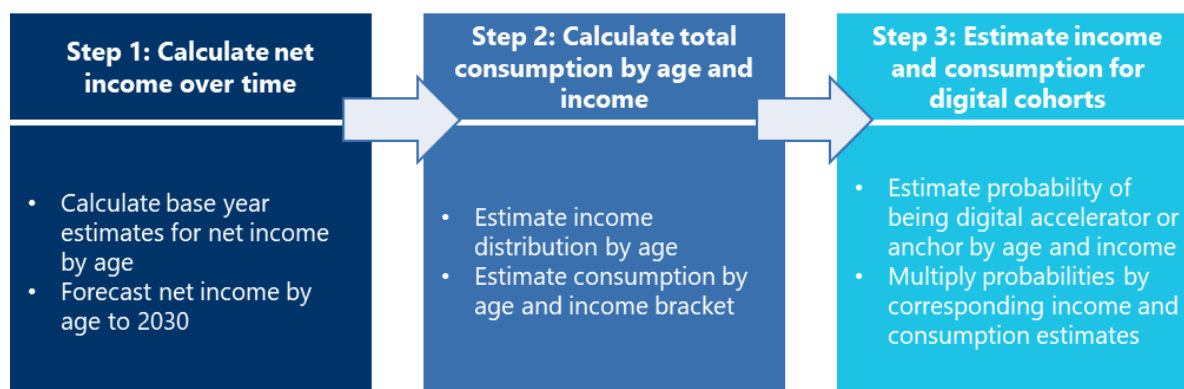 Step 1: Calculate net
income over time
• Calculate base year
estimates for net income
by age
• Forecast net income by
age to 2030
Step 2: Calculate total
consumption by age and
income
• Estimate income
distribution by age
• Estimate consumption by
age and income bracket
Step 3: Estimate income
and consumption for
digital cohorts
• Estimate probability of
being digital accelerator or
anchor by age and income
• Multiply probabilities by
corresponding income and
consumption estimates